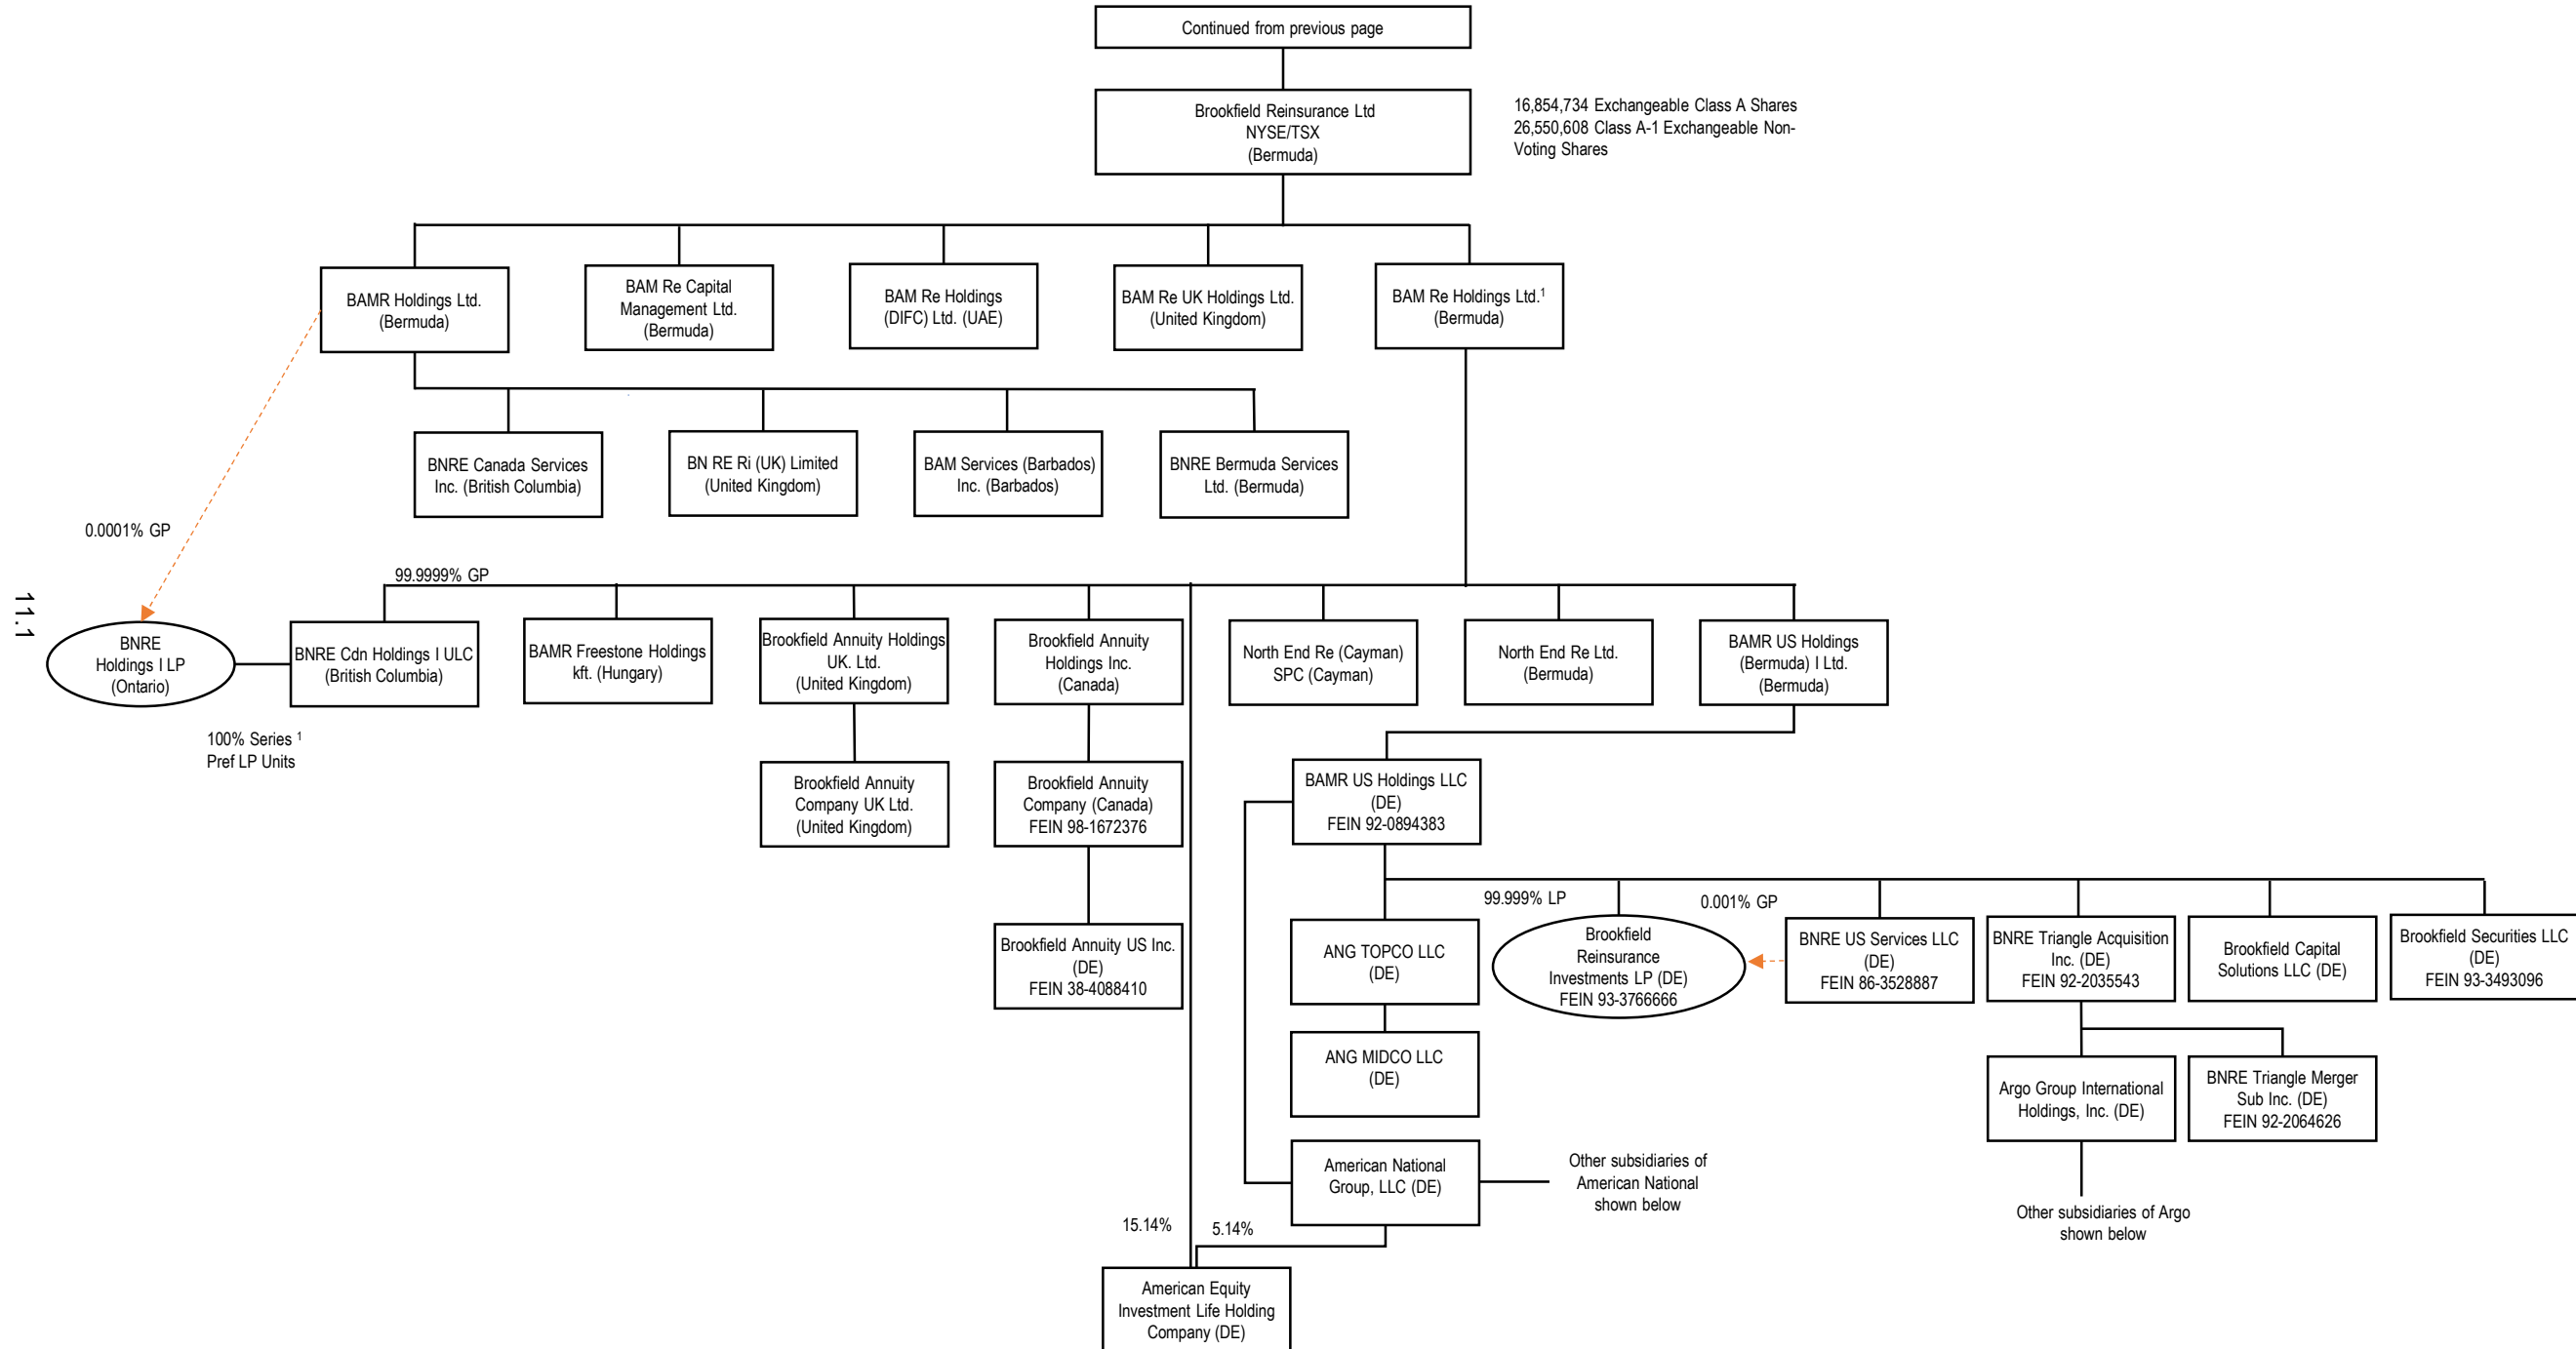 Continued from previous page
Brookfield Reinsurance Ltd
NYSE/TSX
(Bermuda)
16,854,734 Exchangeable Class A Shares
26,550,608 Class A-1 Exchangeable Non-
Voting Shares
BAMR Holdings Ltd.
(Bermuda)
BAM Re Capital
Management Ltd.
(Bermuda)
BAM Re Holdings
(DIFC) Ltd. (UAE)
BAM Re UK Holdings Ltd.
(United Kingdom)
BAM Re Holdings Ltd.¹
(Bermuda)
BNRE Canada Services
Inc. (British Columbia)
BN RE Ri (UK) Limited
(United Kingdom)
BAM Services (Barbados)
Inc. (Barbados)
BNRE Bermuda Services
Ltd. (Bermuda)
0.0001% GP
99.9999% GP
11.1
BNRE
Holdings I LP
(Ontario)
BNRE Cdn Holdings I ULC
(British Columbia)
BAMR Freestone Holdings
kft. (Hungary)
Brookfield Annuity Holdings
UK. Ltd.
(United Kingdom)
Brookfield Annuity
Holdings Inc.
(Canada)
North End Re (Cayman)
SPC (Cayman)
North End Re Ltd.
(Bermuda)
BAMR US Holdings
(Bermuda) I Ltd.
(Bermuda)
100% Series ¹
Pref LP Units
Brookfield Annuity
Company UK Ltd.
(United Kingdom)
Brookfield Annuity
Company (Canada)
FEIN 98-1672376
BAMR US Holdings LLC
(DE)
FEIN 92-0894383
Brookfield Annuity US Inc.
(DE)
FEIN 38-4088410
99.999% LP
0.001% GP
ANG TOPCO LLC
(DE)
Brookfield
Reinsurance
Investments LP (DE)
FEIN 93-3766666
BNRE US Services LLC
(DE)
FEIN 86-3528887
BNRE Triangle Acquisition
Inc. (DE)
FEIN 92-2035543
Brookfield Capital
Solutions LLC (DE)
Brookfield Securities LLC
(DE)
FEIN 93-3493096
ANG MIDCO LLC
(DE)
Argo Group International
Holdings, Inc. (DE)
BNRE Triangle Merger
Sub Inc. (DE)
FEIN 92-2064626
American National
Group, LLC (DE)
Other subsidiaries of
American National
shown below
Other subsidiaries of Argo
shown below
15.14%
5.14%
American Equity
Investment Life Holding
Company (DE)